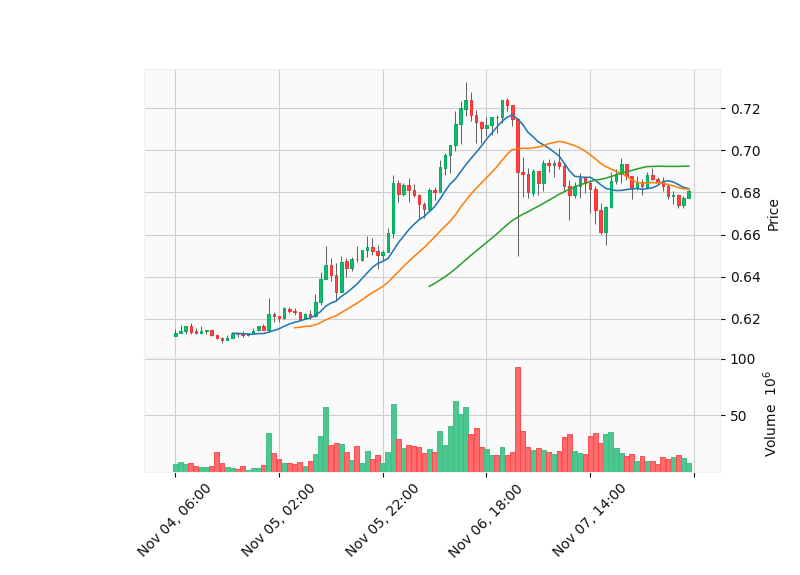 0.72
0.70
0.68
0.66
0.64
0.62
Price
100
50
Volume 10^6
Nov 04, 06:00
Nov 05, 02:00
Nov 05, 22:00
Nov 06, 18:00
Nov 07, 14:00